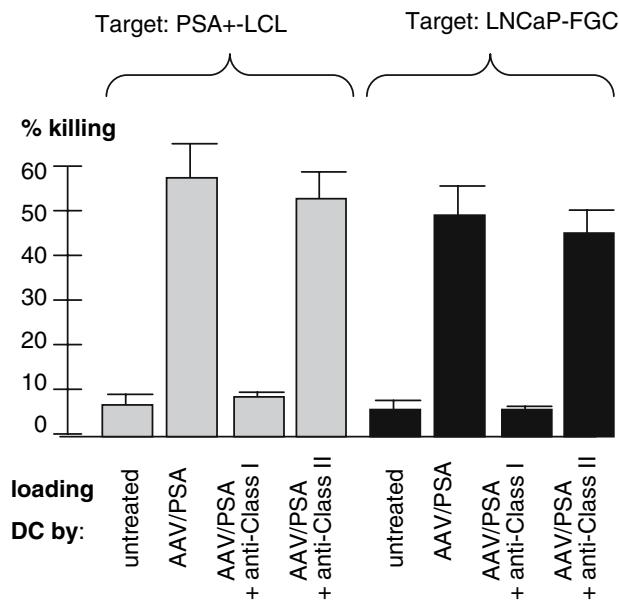 Target: PSA+-LCL
Target: LNCaP-FGC
% killing
60
50
40
30
20
10
0
loading
DC by:
untreated
AAV/PSA
AAV/PSA
+ anti-Class I
AAV/PSA
+ anti-Class II
untreated
AAV/PSA
AAV/PSA
+ anti-Class I
AAV/PSA
+ anti-Class II